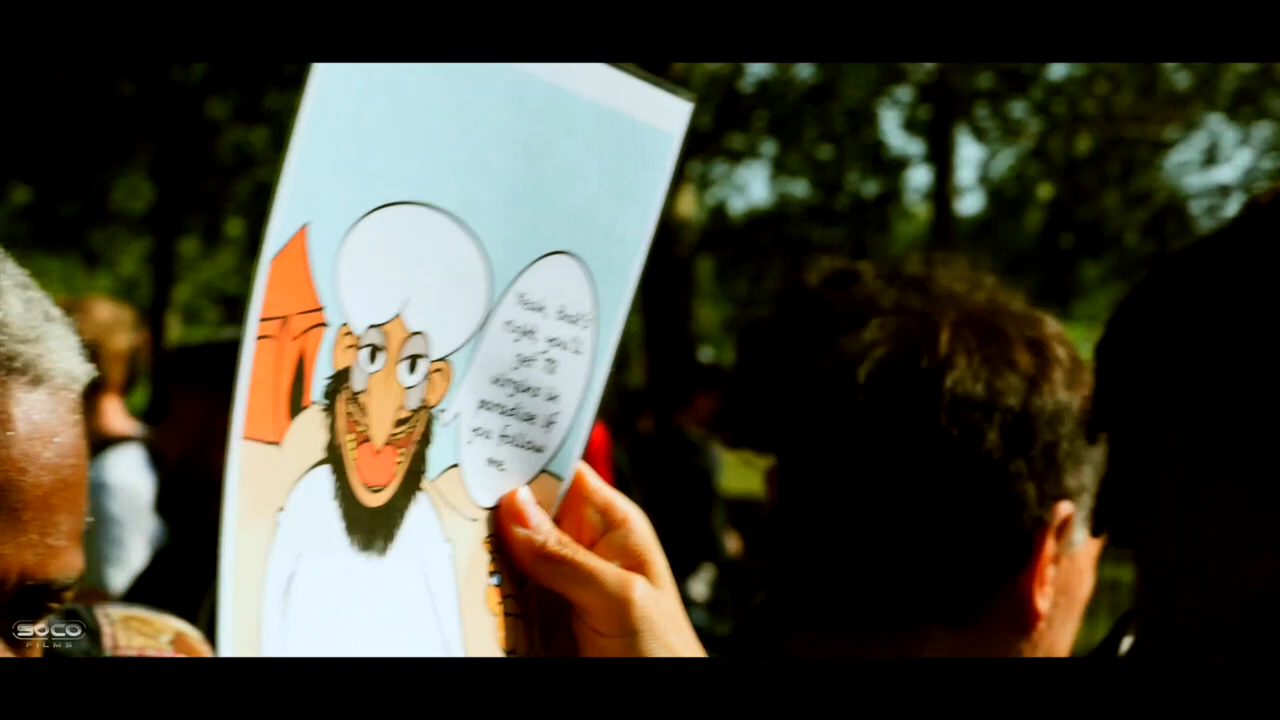 Yeah, that's
right, you'll
get 72
virgins in
paradise if
you follow
me.
SOCO
FILMS